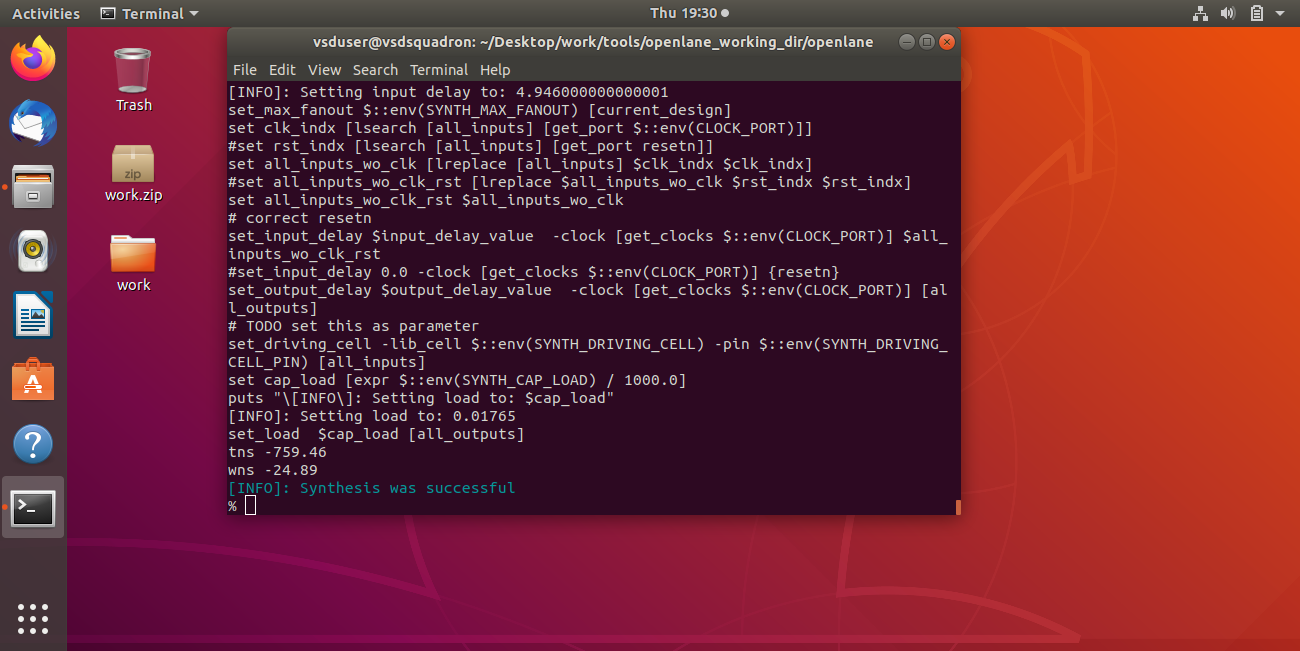 Activities
Terminal
Thu 19:30
vsduser@vsdsquadron: ~/Desktop/work/tools/openlane_working_dir/openlane
File Edit View Search Terminal Help
Trash
zip
work.zip
work
[INFO]: Setting input delay to: 4.946000000000001
set_max_fanout $::env(SYNTH_MAX_FANOUT) [current_design]
set clk_indx [lsearch [all_inputs] [get_port $::env(CLOCK_PORT)]]
#set rst_indx [lsearch [all_inputs] [get_port resetn]]
set all_inputs_wo_clk [lreplace [all_inputs] $clk_indx $clk_indx]
#set all_inputs_wo_clk_rst [lreplace $all_inputs_wo_clk $rst_indx $rst_indx]
set all_inputs_wo_clk_rst $all_inputs_wo_clk
# correct resetn
set_input_delay $input_delay_value  -clock [get_clocks $::env(CLOCK_PORT)] $all_
inputs_wo_clk_rst
#set_input_delay 0.0 -clock [get_clocks $::env(CLOCK_PORT)] {resetn}
set_output_delay $output_delay_value  -clock [get_clocks $::env(CLOCK_PORT)] [al
l_outputs]
# TODO set this as parameter
set_driving_cell -lib_cell $::env(SYNTH_DRIVING_CELL) -pin $::env(SYNTH_DRIVING_
CELL_PIN) [all_inputs]
set cap_load [expr $::env(SYNTH_CAP_LOAD) / 1000.0]
puts "\[INFO\]: Setting load to: $cap_load"
[INFO]: Setting load to: 0.01765
set_load  $cap_load [all_outputs]
tns -759.46
wns -24.89
[INFO]: Synthesis was successful
%